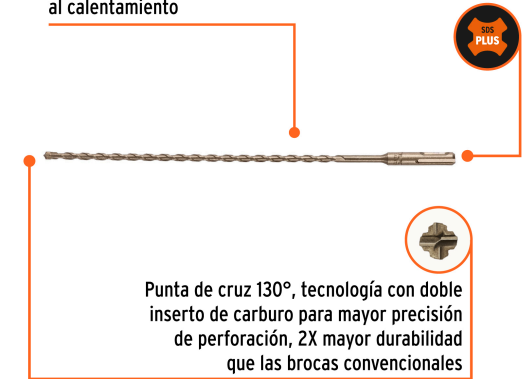 al calentamiento
SDS
PLUS
Punta de cruz 130°, tecnología con doble
inserto de carburo para mayor precisión
de perforación, 2X mayor durabilidad
que las brocas convencionales